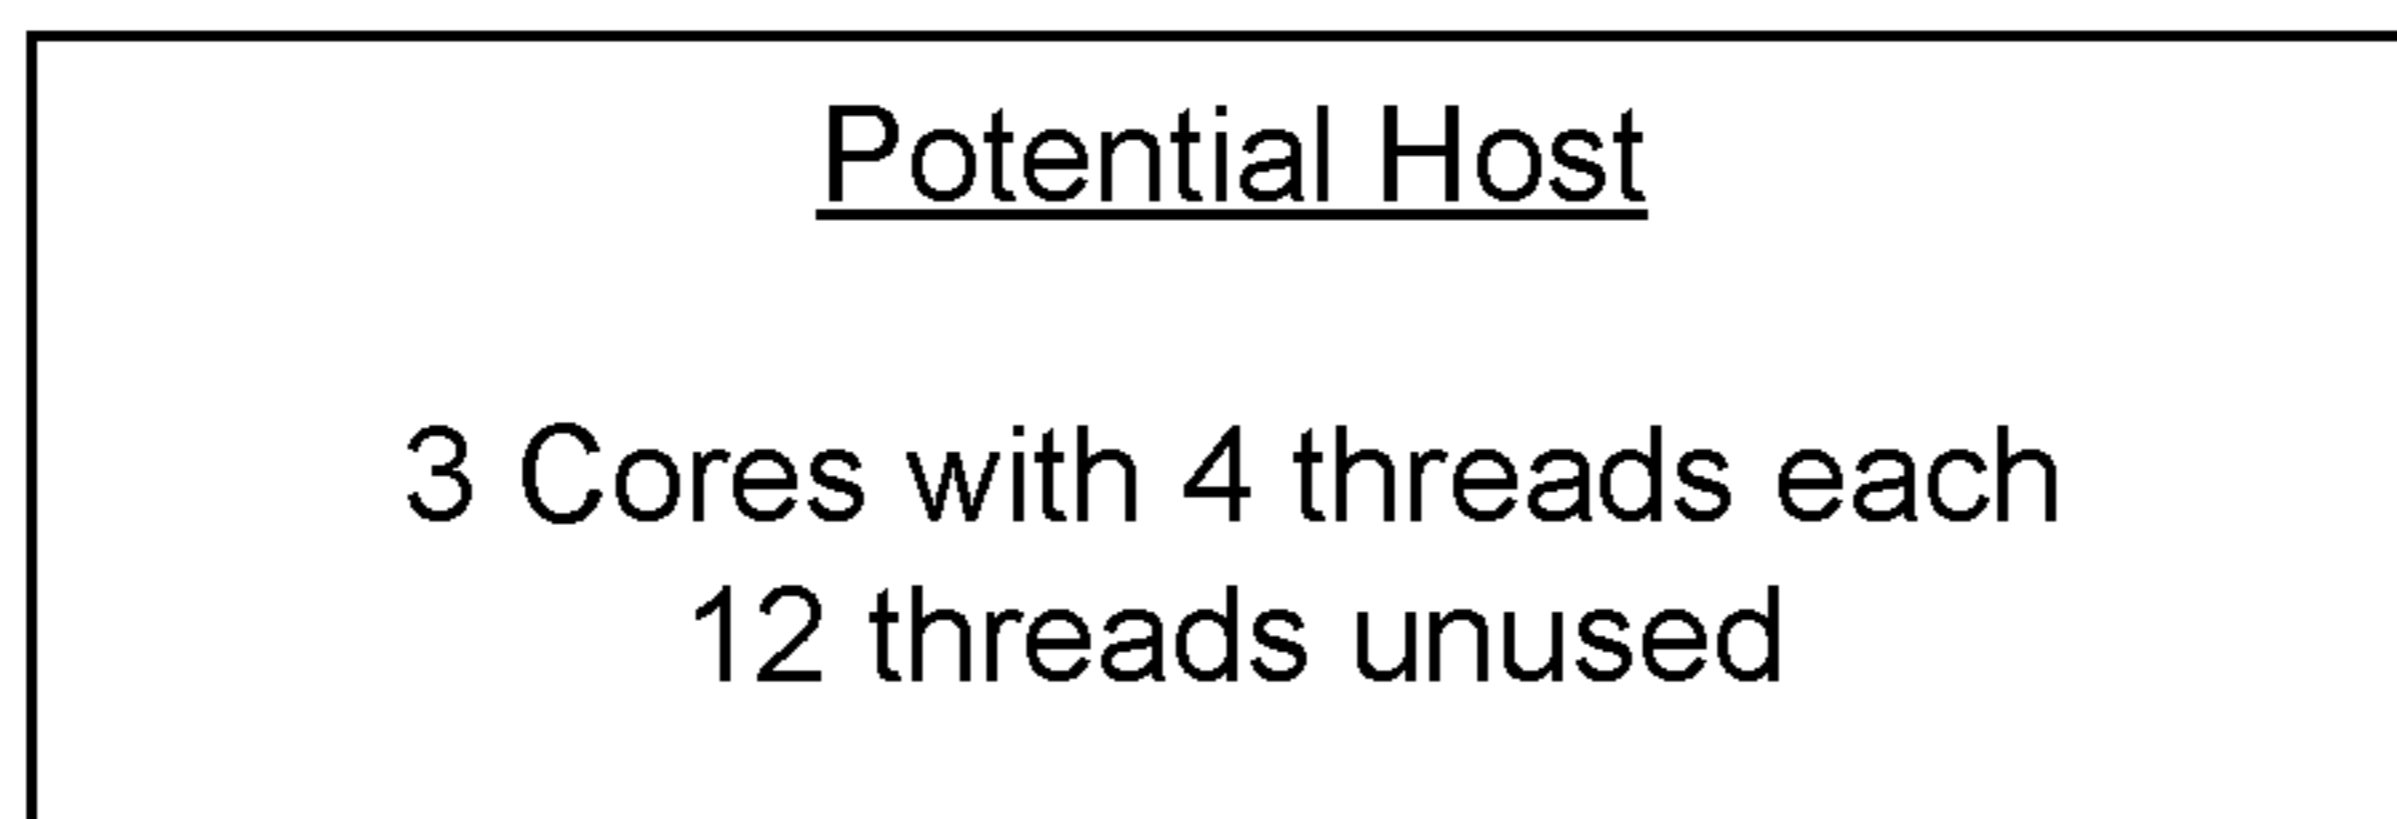 Potential Host
3 Cores with 4 threads each
12 threads unused